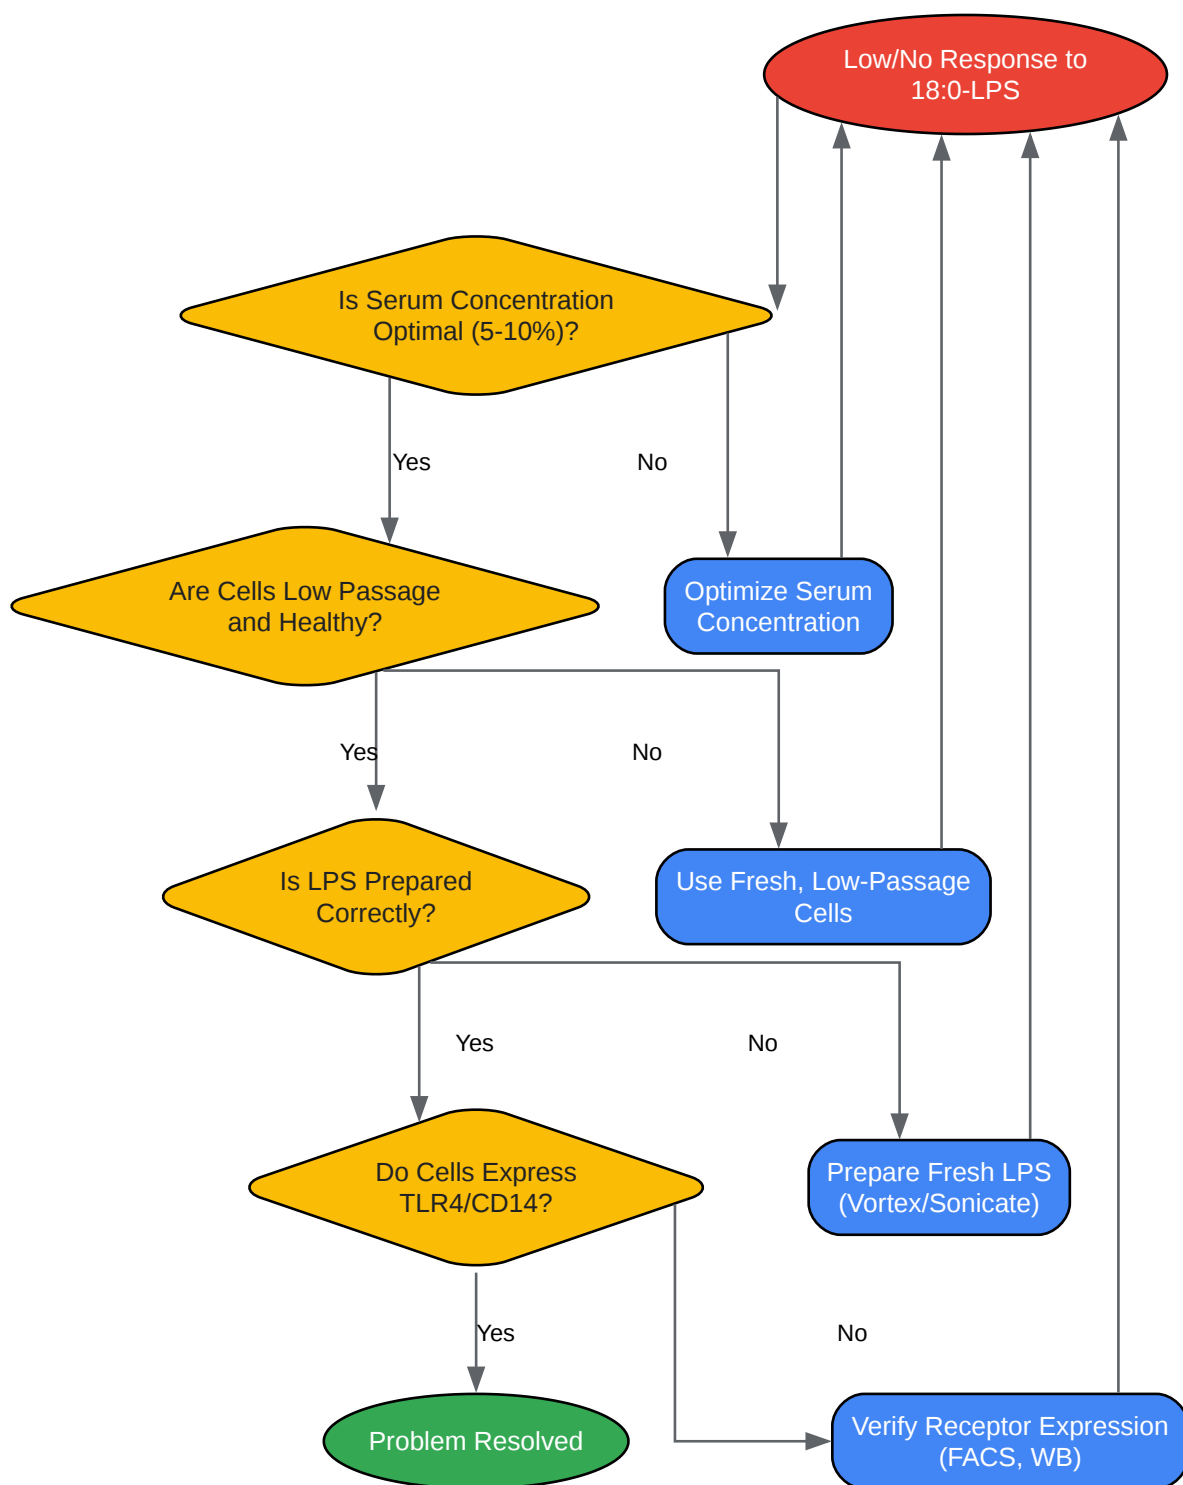 Low/No Response to
18:0-LPS
Is Serum Concentration
Optimal (5-10%)?
Yes
No
Are Cells Low Passage
and Healthy?
Optimize Serum
Concentration
Yes
No
Is LPS Prepared
Correctly?
Use Fresh, Low-Passage
Cells
Yes
No
Do Cells Express
TLR4/CD14?
Prepare Fresh LPS
(Vortex/Sonicate)
Yes
No
Problem Resolved
Verify Receptor Expression
(FACS, WB)